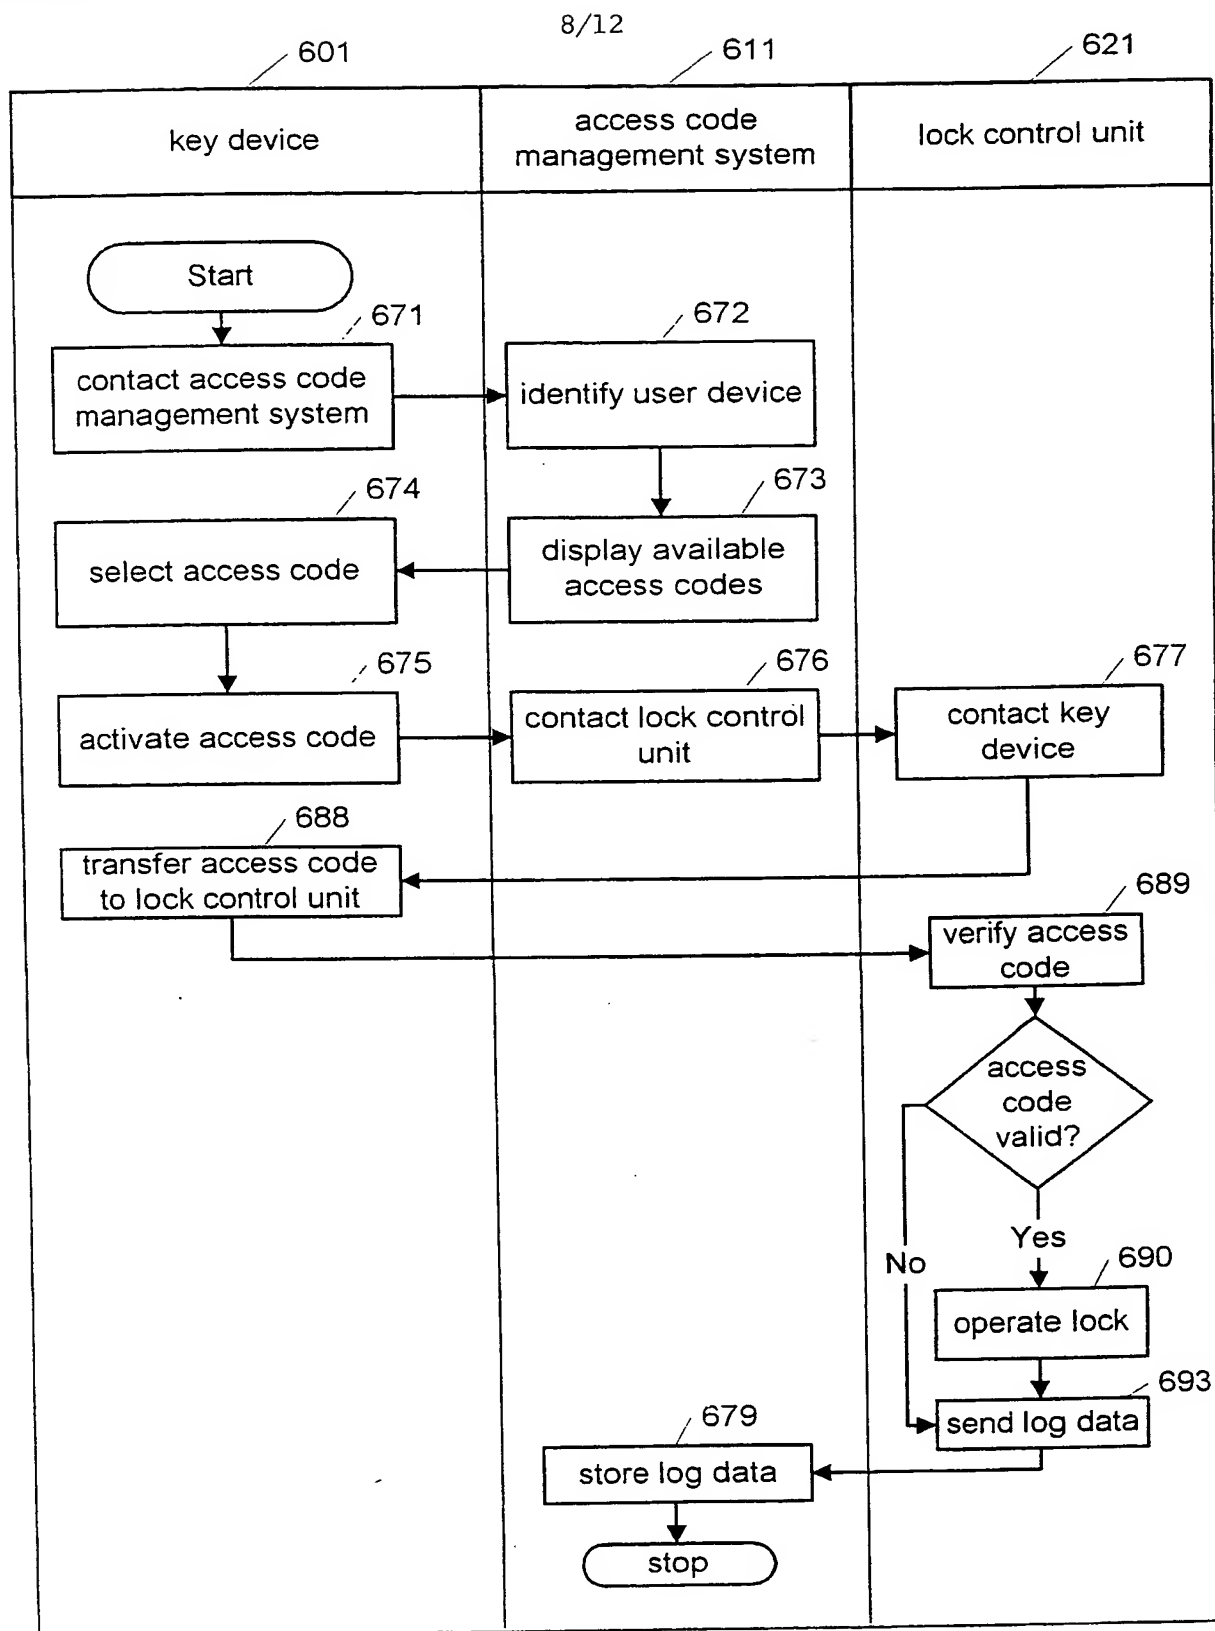 8/12
601
611
621
key device
access code
management system
lock control unit
Start
671
672
contact access code
management system
identify user device
674
673
select access code
display available
access codes
675
676
677
activate access code
contact lock control
unit
contact key
device
688
transfer access code
to lock control unit
689
verify access
code
access
code
valid?
Yes
No
690
operate lock
693
send log data
679
store log data
stop